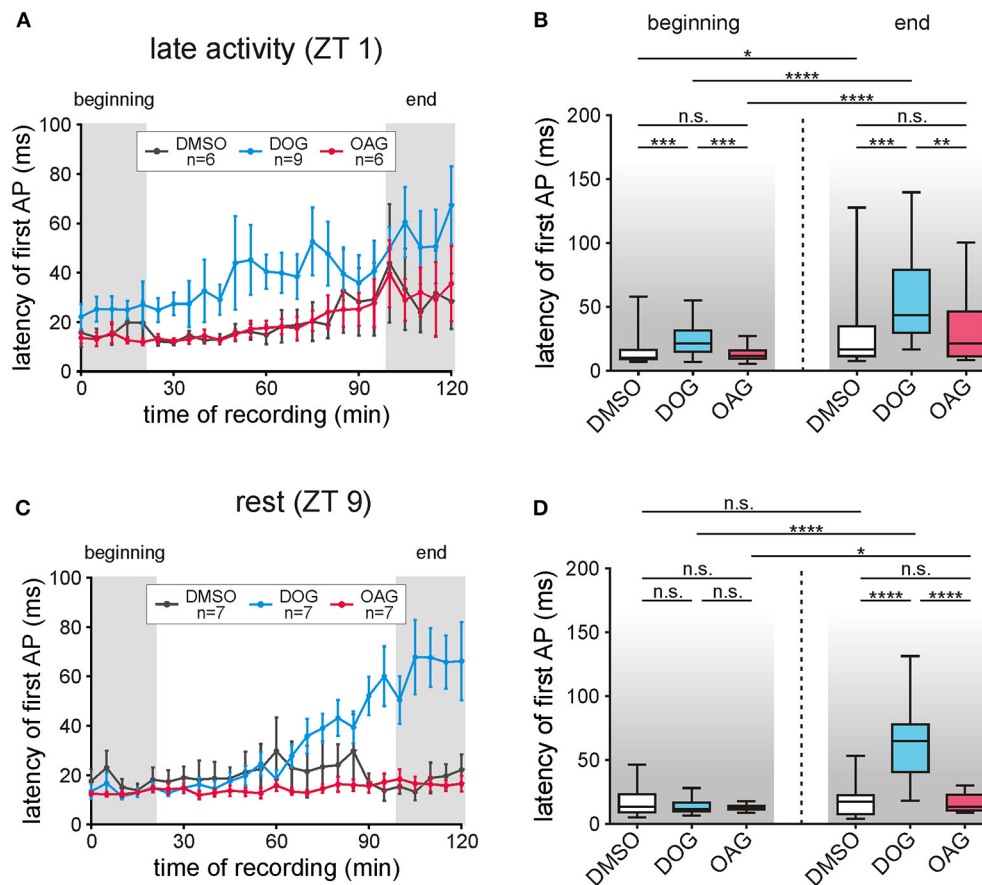 A
late activity (ZT 1)
beginning
end
DMSO DOG OAG
n=6 n=9 n=6
latency of first AP (ms)
100
80
60
40
20
0
0 30 60 90 120
time of recording (min)
B
beginning end
*
****
****
n.s. n.s.
*** *** *** **
latency of first AP (ms)
200
150
100
50
0
DMSO DOG OAG DMSO DOG OAG
C
rest (ZT 9)
beginning
end
DMSO DOG OAG
n=7 n=7 n=7
latency of first AP (ms)
100
80
60
40
20
0
0 30 60 90 120
time of recording (min)
D
n.s.
****
*
n.s. n.s.
n.s. n.s. **** ****
latency of first AP (ms)
200
150
100
50
0
DMSO DOG OAG DMSO DOG OAG